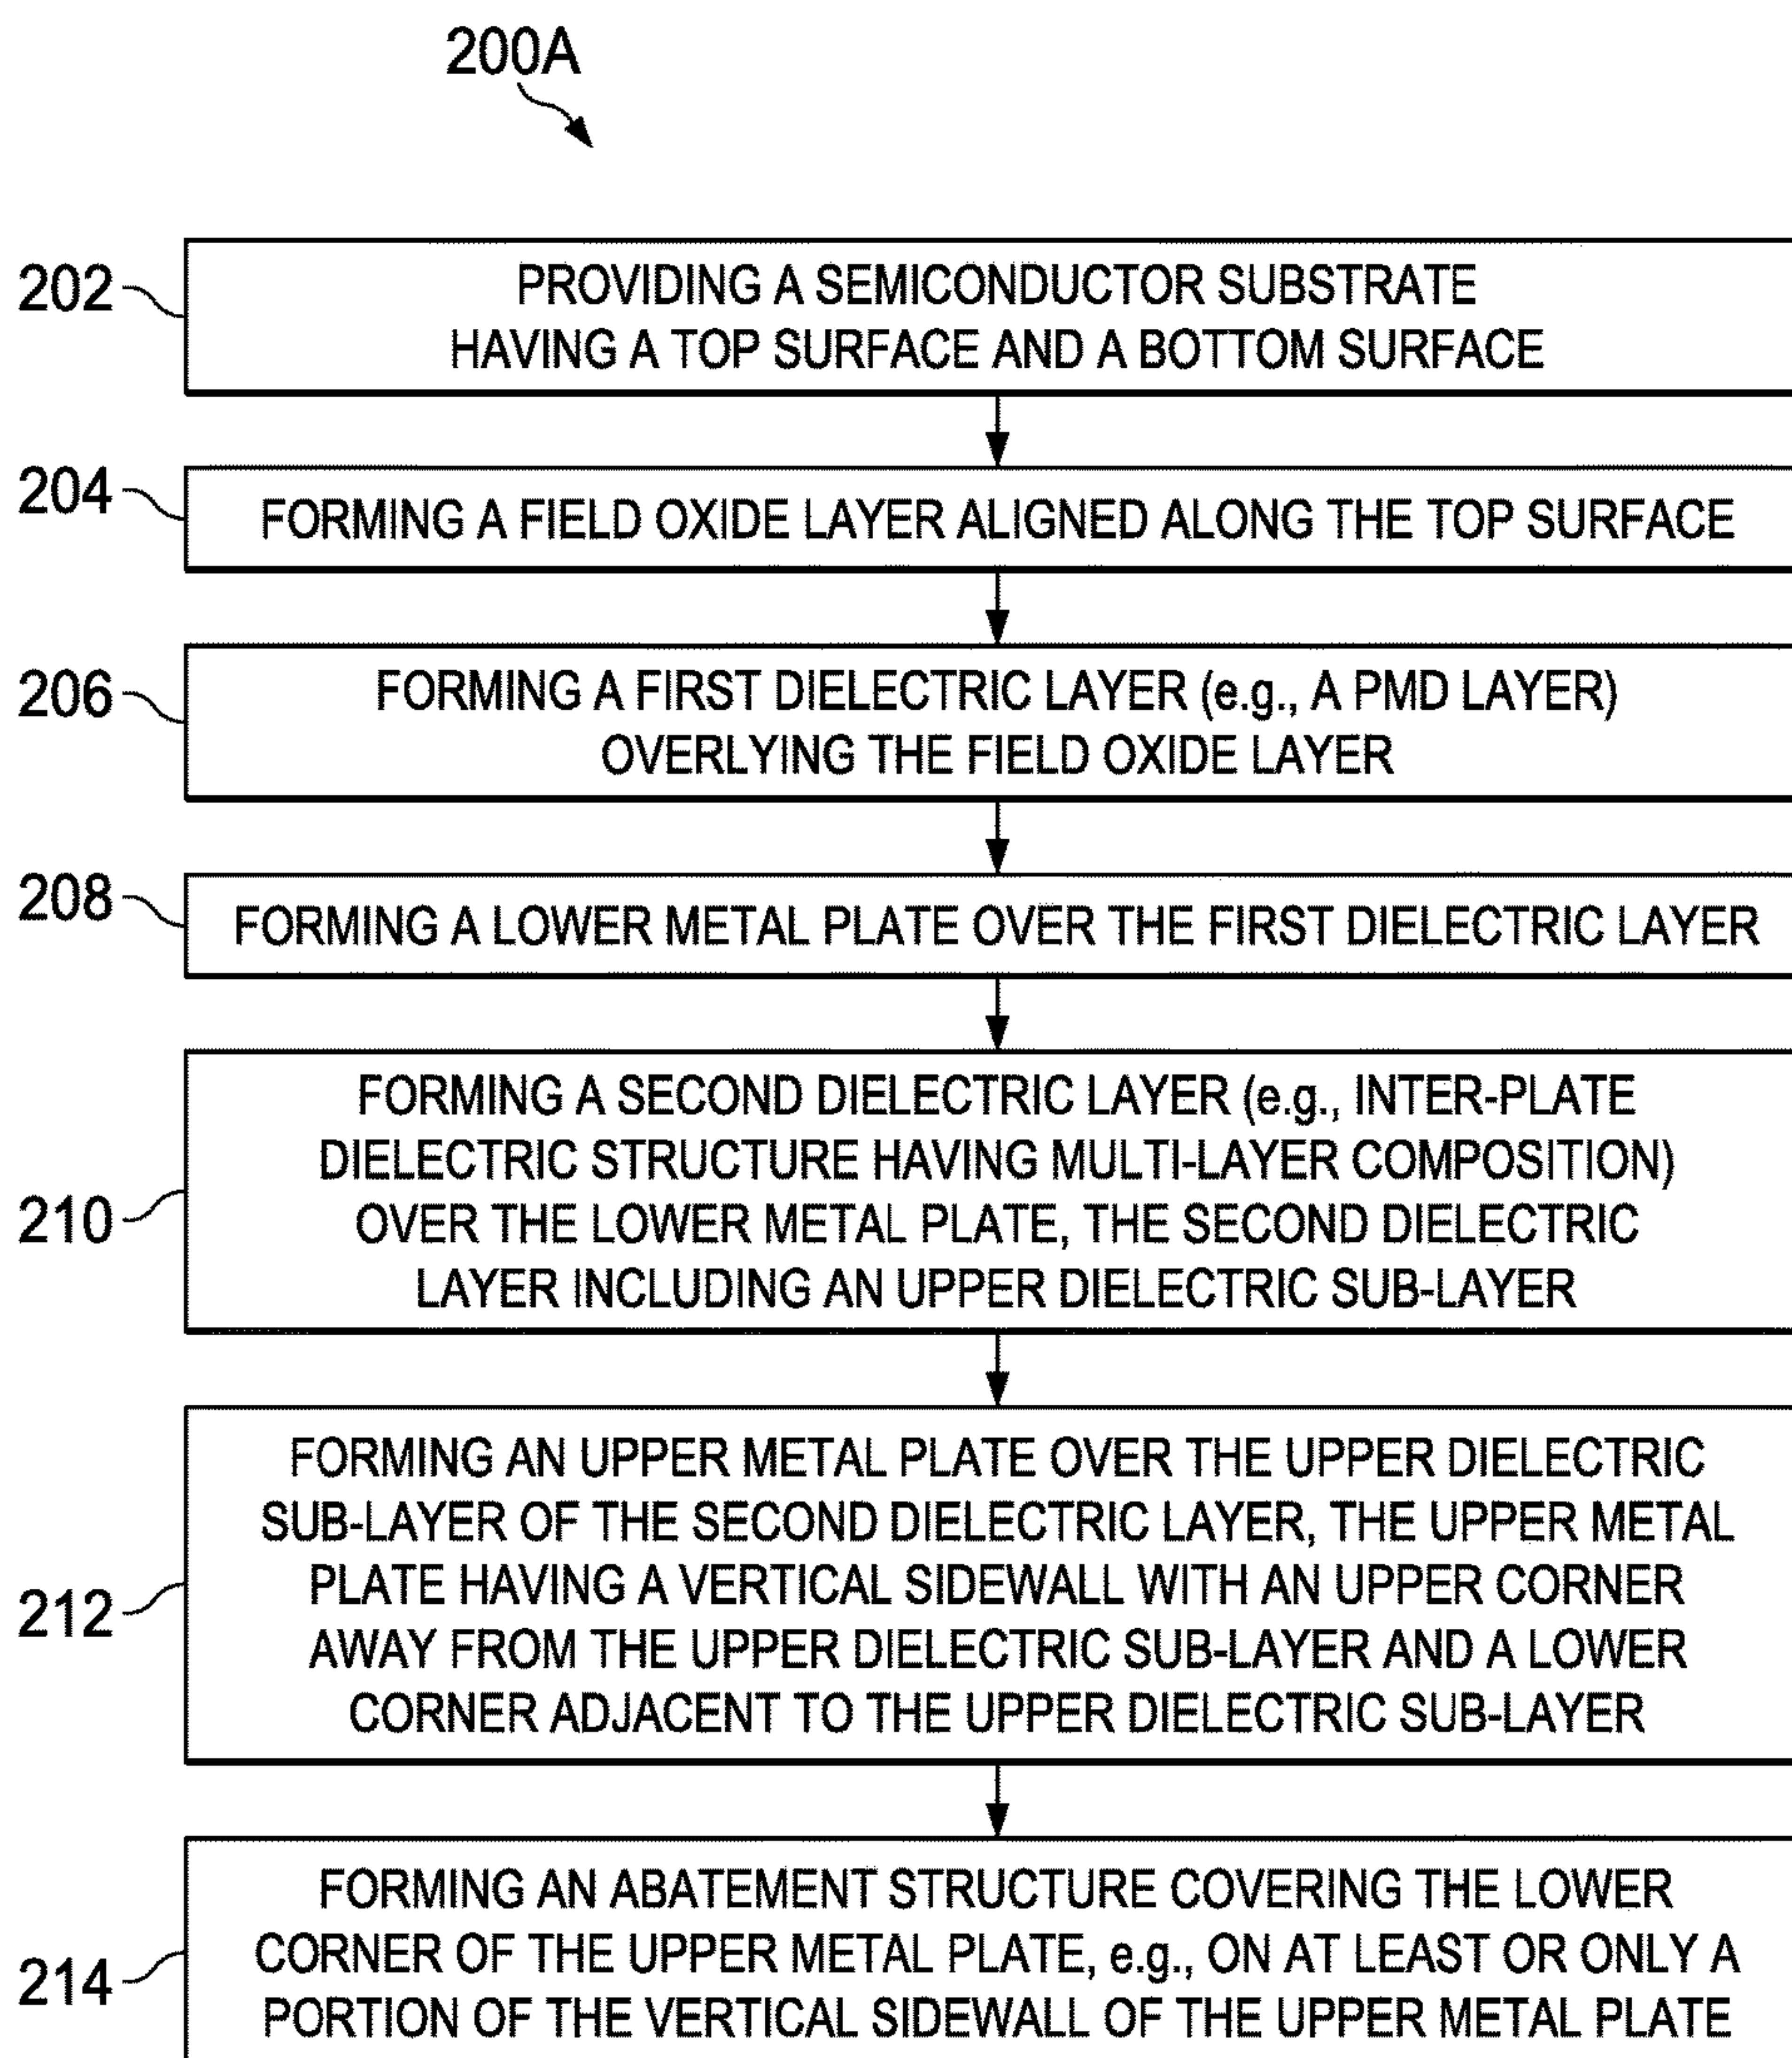 200A
202
PROVIDING A SEMICONDUCTOR SUBSTRATE
HAVING A TOP SURFACE AND A BOTTOM SURFACE
204
FORMING A FIELD OXIDE LAYER ALIGNED ALONG THE TOP SURFACE
206
FORMING A FIRST DIELECTRIC LAYER (e.g., A PMD LAYER)
OVERLYING THE FIELD OXIDE LAYER
208
FORMING A LOWER METAL PLATE OVER THE FIRST DIELECTRIC LAYER
210
FORMING A SECOND DIELECTRIC LAYER (e.g., INTER-PLATE
DIELECTRIC STRUCTURE HAVING MULTI-LAYER COMPOSITION)
OVER THE LOWER METAL PLATE, THE SECOND DIELECTRIC
LAYER INCLUDING AN UPPER DIELECTRIC SUB-LAYER
212
FORMING AN UPPER METAL PLATE OVER THE UPPER DIELECTRIC
SUB-LAYER OF THE SECOND DIELECTRIC LAYER, THE UPPER METAL
PLATE HAVING A VERTICAL SIDEWALL WITH AN UPPER CORNER
AWAY FROM THE UPPER DIELECTRIC SUB-LAYER AND A LOWER
CORNER ADJACENT TO THE UPPER DIELECTRIC SUB-LAYER
214
FORMING AN ABATEMENT STRUCTURE COVERING THE LOWER
CORNER OF THE UPPER METAL PLATE, e.g., ON AT LEAST OR ONLY A
PORTION OF THE VERTICAL SIDEWALL OF THE UPPER METAL PLATE